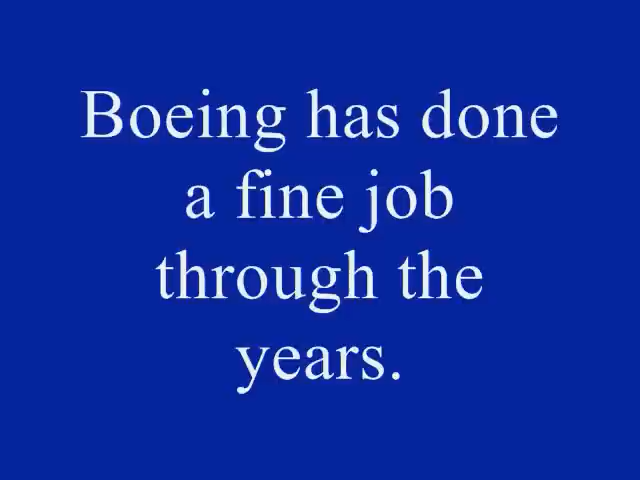 Boeing has done
a fine job
through the
years.